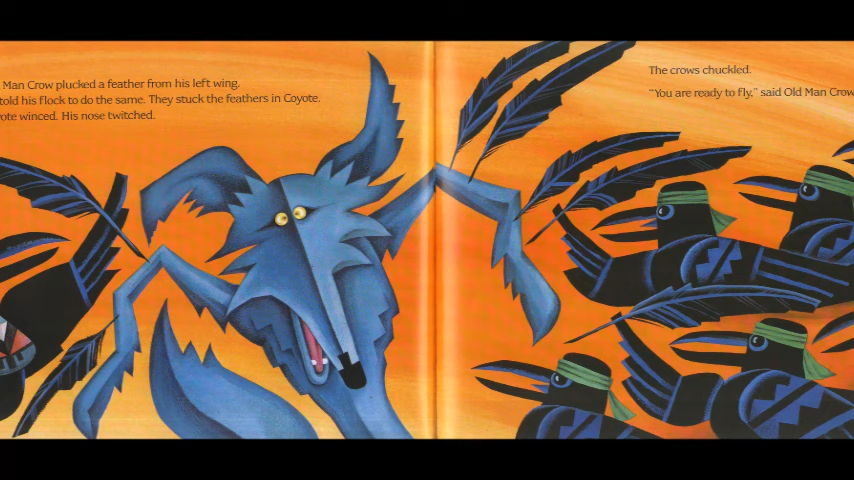 Man Crow plucked a feather from his left wing.
told his flock to do the same. They stuck the feathers in Coyote.
ote winced. His nose twitched.
The crows chuckled.
"You are ready to fly," said Old Man Crow